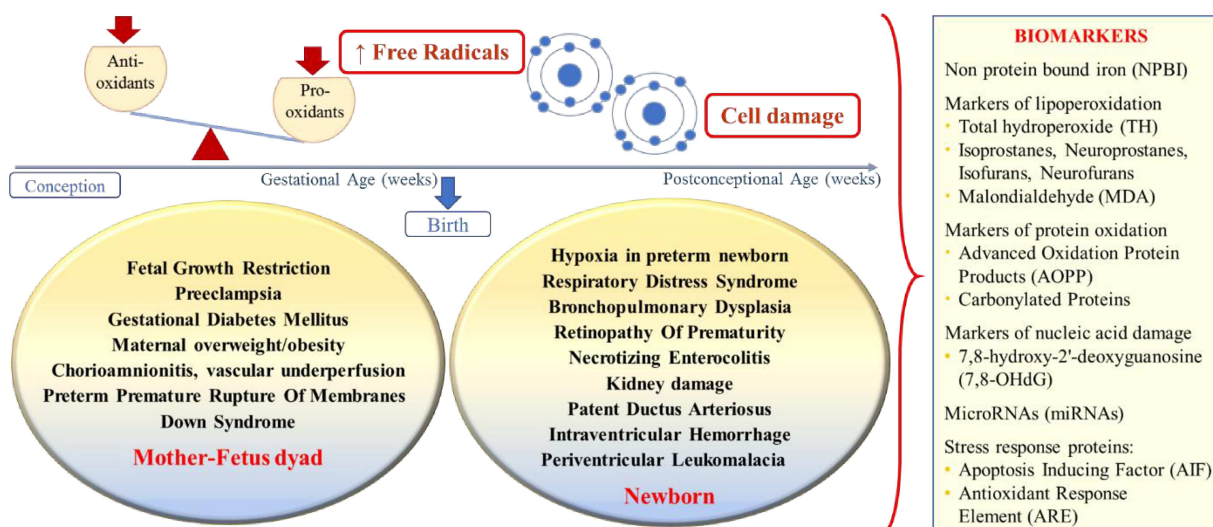 Anti-
oxidants
Pro-
oxidants
↑ Free Radicals
Cell damage
Conception
Gestational Age (weeks)
Birth
Postconceptional Age (weeks)
Fetal Growth Restriction
Preeclampsia
Gestational Diabetes Mellitus
Maternal overweight/obesity
Chorioamnionitis, vascular underperfusion
Preterm Premature Rupture Of Membranes
Down Syndrome
Mother-Fetus dyad
Hypoxia in preterm newborn
Respiratory Distress Syndrome
Bronchopulmonary Dysplasia
Retinopathy Of Prematurity
Necrotizing Enterocolitis
Kidney damage
Patent Ductus Arteriosus
Intraventricular Hemorrhage
Periventricular Leukomalacia
Newborn
BIOMARKERS
Non protein bound iron (NPBI)
Markers of lipoperoxidation
• Total hydroperoxide (TH)
• Isoprostanes, Neuroprostanes,
Isofurans, Neurofurans
• Malondialdehyde (MDA)
Markers of protein oxidation
• Advanced Oxidation Protein
Products (AOPP)
• Carbonylated Proteins
Markers of nucleic acid damage
• 7,8-hydroxy-2'-deoxyguanosine
(7,8-OHdG)
MicroRNAs (miRNAs)
Stress response proteins:
• Apoptosis Inducing Factor (AIF)
• Antioxidant Response
Element (ARE)